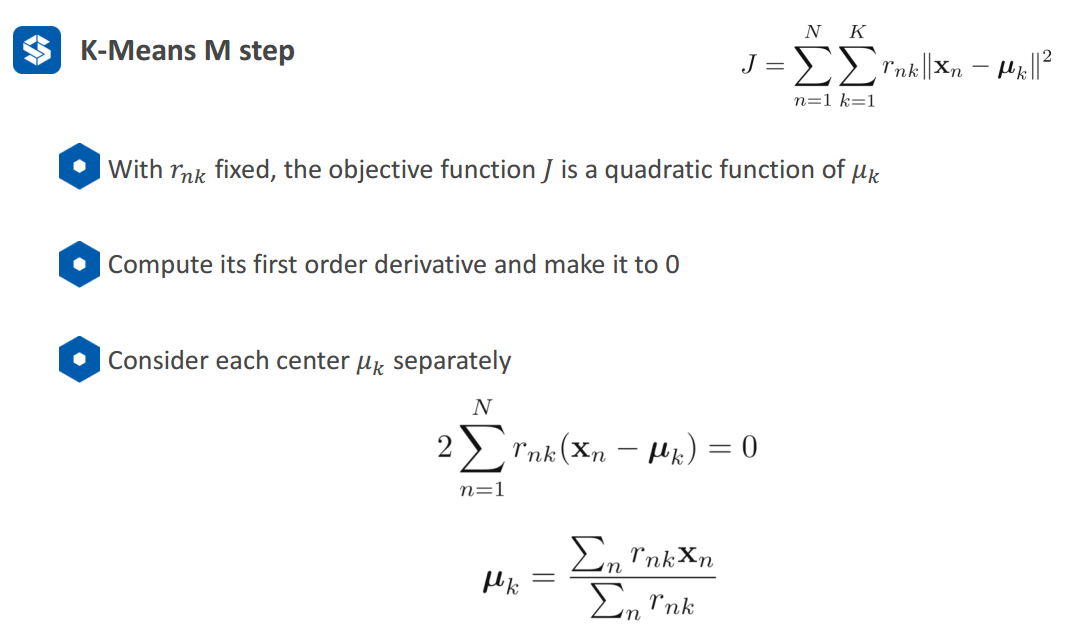 K-Means M step
J = \sum_{n=1}^{N} \sum_{k=1}^{K} r_{nk} \|\mathbf{x}_n - \boldsymbol{\mu}_k\|^2
With r_{nk} fixed, the objective function J is a quadratic function of μ_k
Compute its first order derivative and make it to 0
Consider each center μ_k separately
2 \sum_{n=1}^{N} r_{nk} (\mathbf{x}_n - \boldsymbol{\mu}_k) = 0
\boldsymbol{\mu}_k = \frac{\sum_n r_{nk} \mathbf{x}_n}{\sum_n r_{nk}}